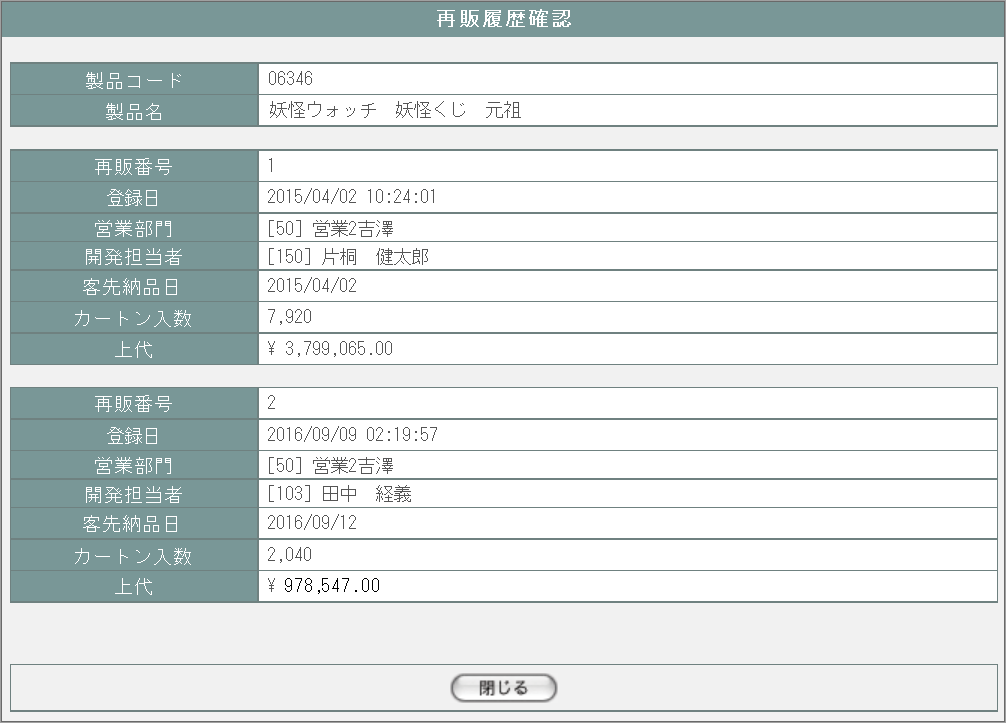 再販履歴確認
製品コード 06346
製品名 妖怪ウォッチ　妖怪くじ　元祖
再販番号 1
登録日 2015/04/02 10:24:01
営業部門 [50] 営業2吉澤
開発担当者 [150] 片桐　健太郎
客先納品日 2015/04/02
カートン入数 7,920
上代 ¥ 3,799,065.00
再販番号 2
登録日 2016/09/09 02:19:57
営業部門 [50] 営業2吉澤
開発担当者 [103] 田中　経義
客先納品日 2016/09/12
カートン入数 2,040
上代 ¥ 978,547.00
閉じる